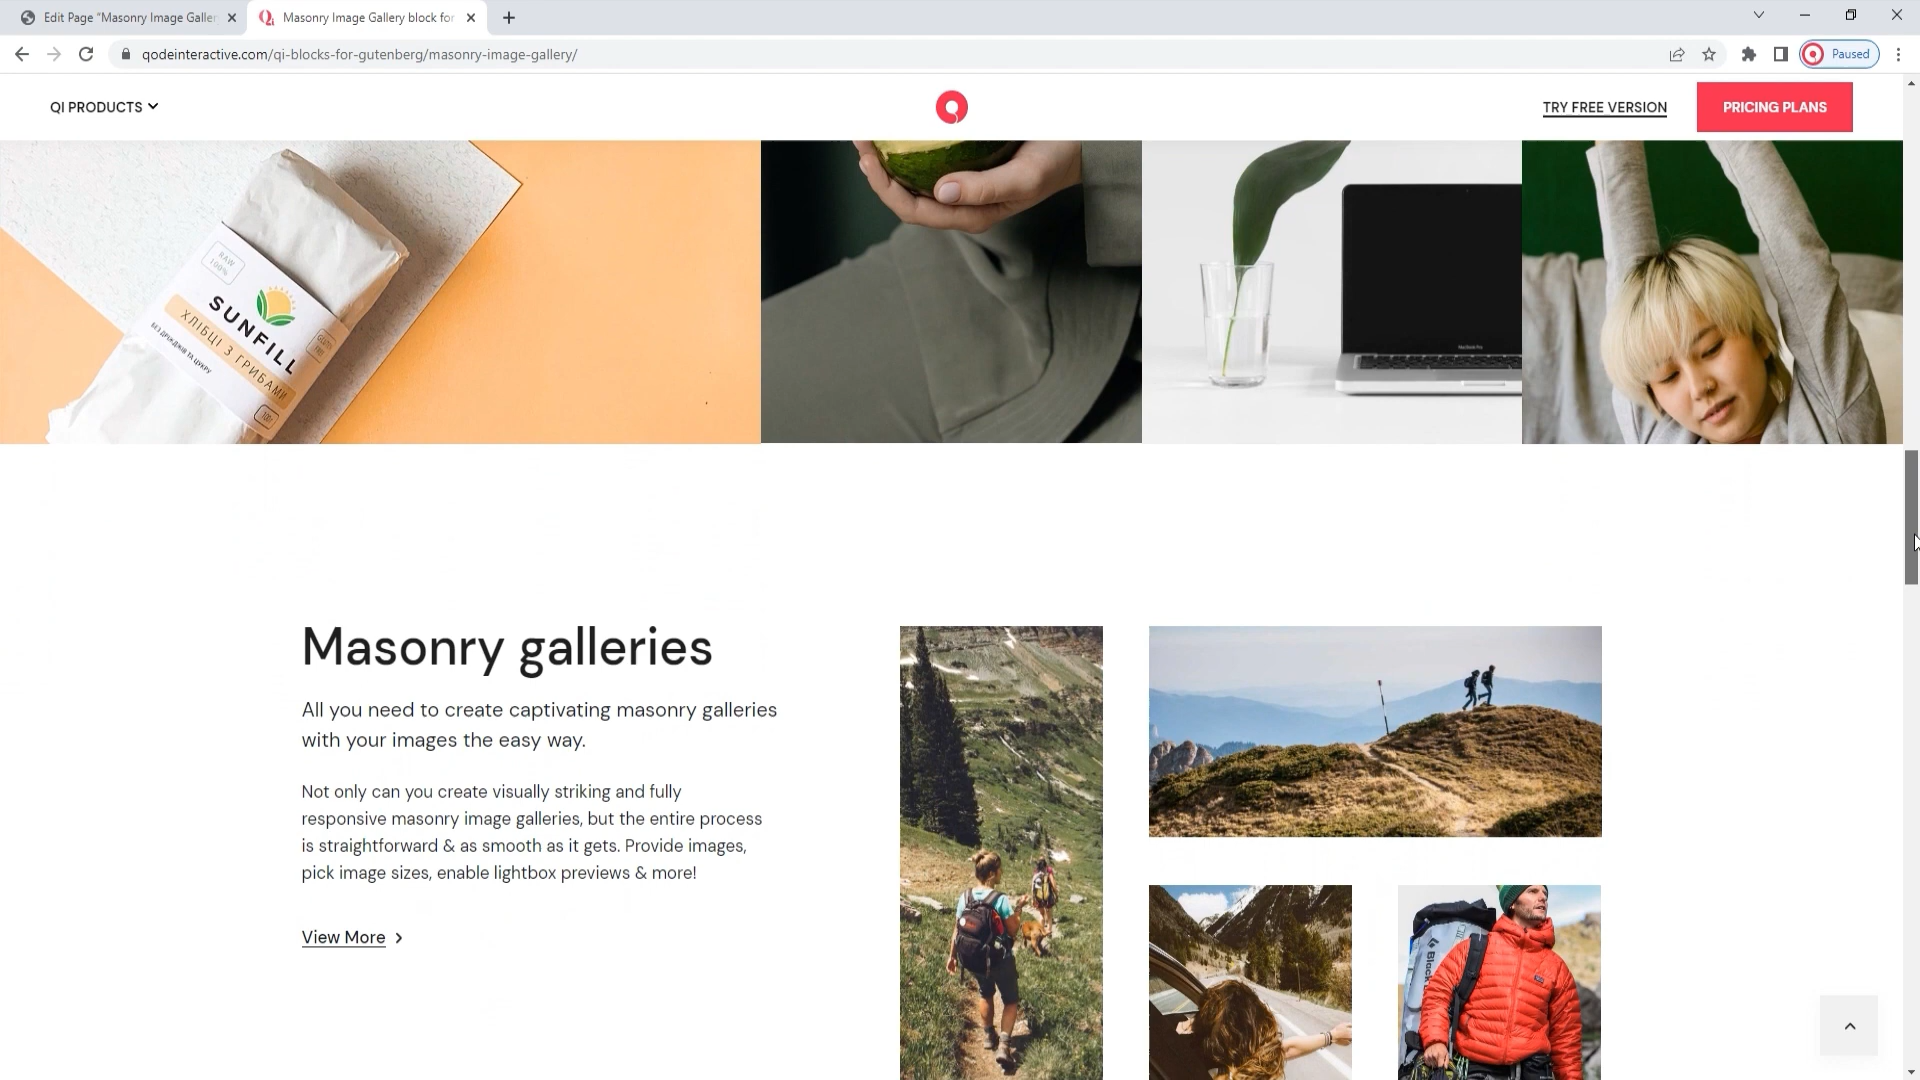 Edit Page "Masonry Image Galler
Masonry Image Gallery block for
qodeinteractive.com/qi-blocks-for-gutenberg/masonry-image-gallery/
Paused
QI PRODUCTS
TRY FREE VERSION
PRICING PLANS
RAW
100%
SUNFILL
ХЛІБЦІ З ГРИБАМИ
БЕЗ ДРІЖДЖІВ ТА ЦУКРУ
MacBook Pro
Masonry galleries
All you need to create captivating masonry galleries
with your images the easy way.
Not only can you create visually striking and fully
responsive masonry image galleries, but the entire process
is straightforward & as smooth as it gets. Provide images,
pick image sizes, enable lightbox previews & more!
View More
Black